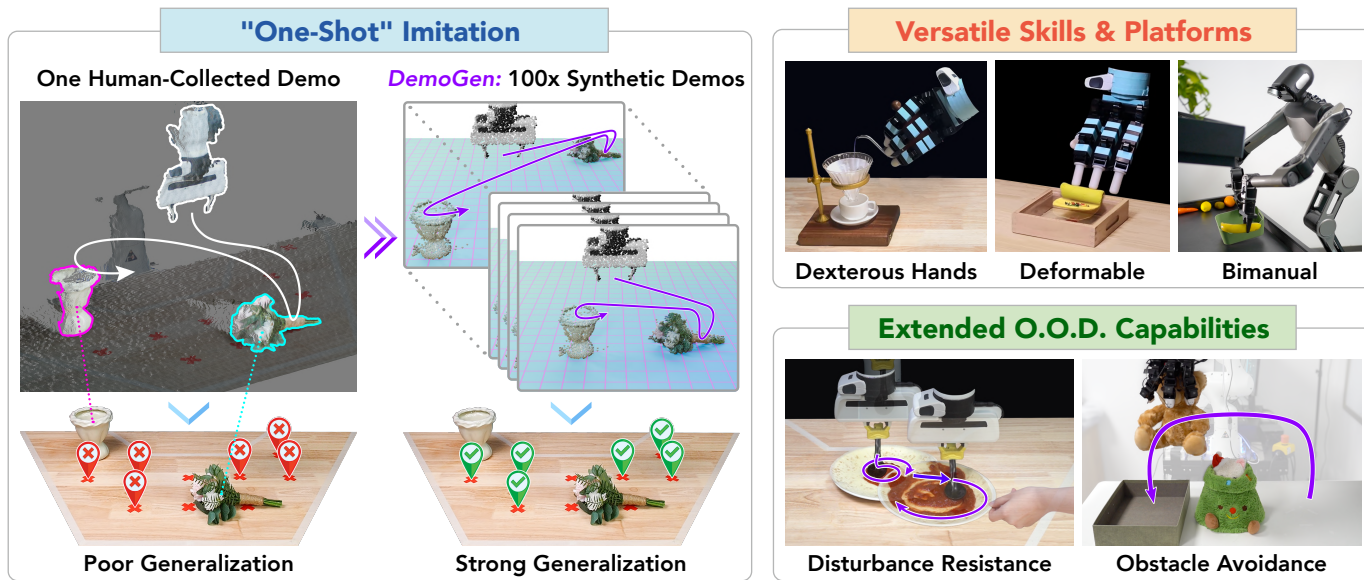 "One-Shot" Imitation
One Human-Collected Demo
DemoGen: 100x Synthetic Demos
Poor Generalization
Strong Generalization
Versatile Skills & Platforms
Dexterous Hands
Deformable
Bimanual
Extended O.O.D. Capabilities
Disturbance Resistance
Obstacle Avoidance